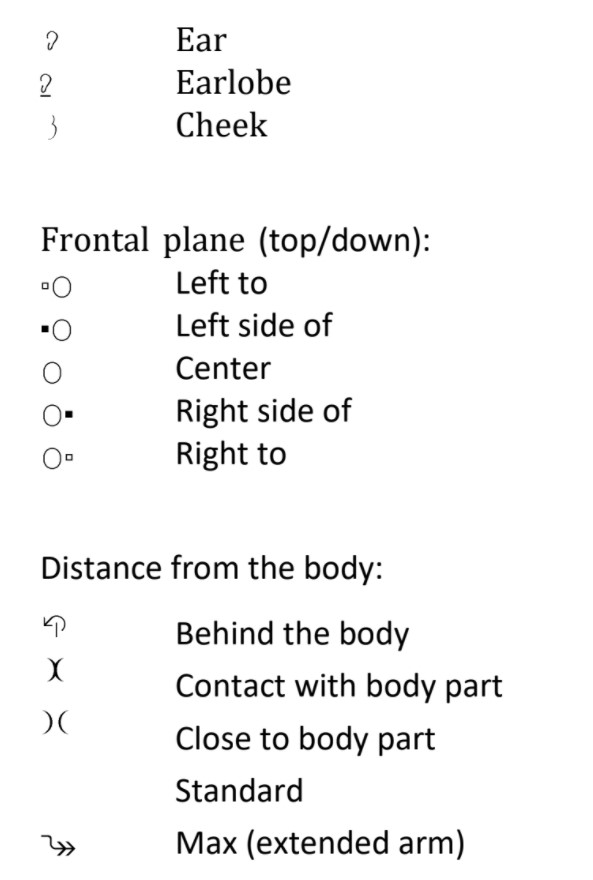 Ear
Earlobe
Cheek
Frontal plane (top/down):
Left to
Left side of
Center
Right side of
Right to
Distance from the body:
Behind the body
Contact with body part
Close to body part
Standard
Max (extended arm)